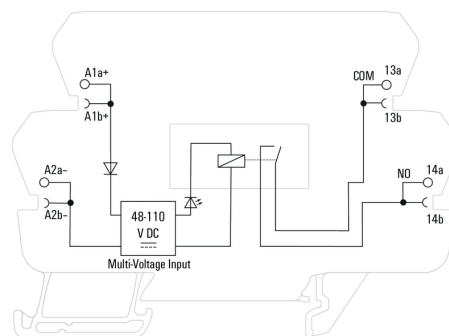 A1a+
A1b+
A2a–
A2b–
48-110
V DC
Multi-Voltage Input
COM
13a
13b
NO
14a
14b